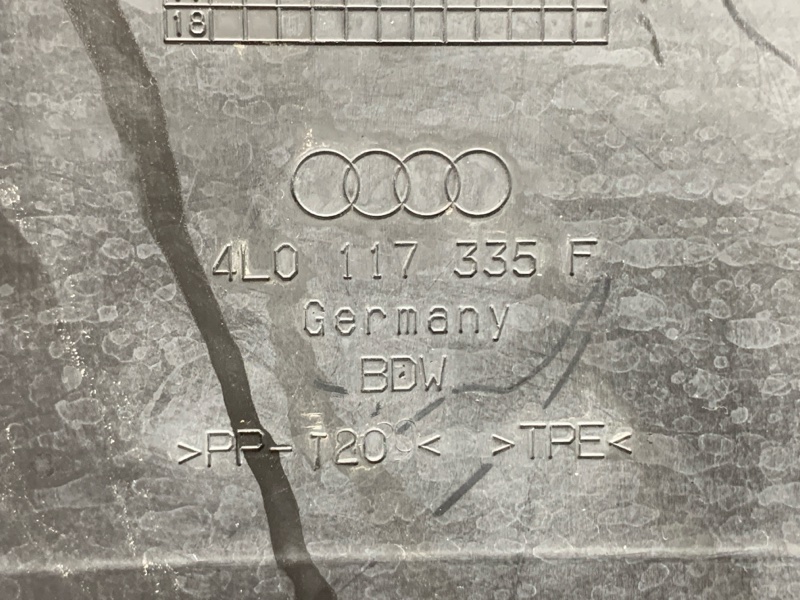 18
4L0 117 335 F
Germany
BDW
>PP-T20< >TPE<